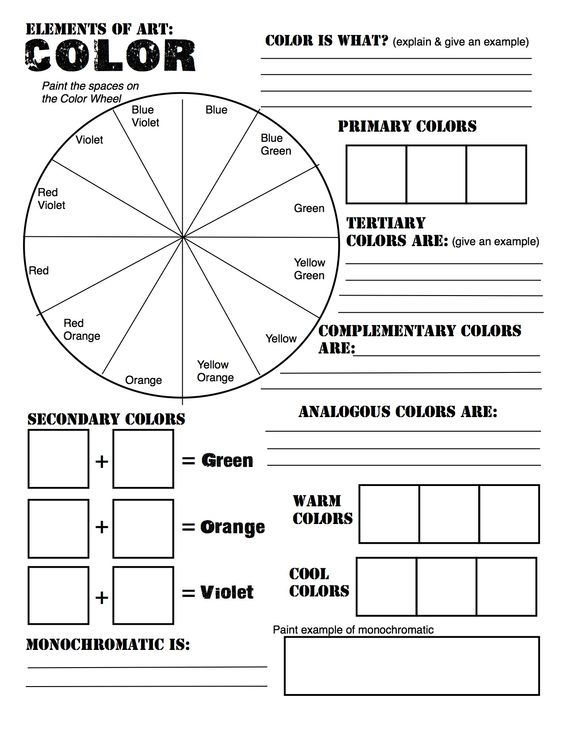 ELEMENTS OF ART:
COLOR
Paint the spaces on
the Color Wheel
COLOR IS WHAT? (explain & give an example)
Blue
Violet
Blue
Blue
Green
Green
Yellow
Green
Yellow
Yellow
Orange
Orange
Red
Orange
Red
Red
Violet
Violet
PRIMARY COLORS
TERTIARY
COLORS ARE: (give an example)
COMPLEMENTARY COLORS
ARE:
ANALOGOUS COLORS ARE:
SECONDARY COLORS
+ = Green
+ = Orange
+ = Violet
WARM
COLORS
COOL
COLORS
MONOCHROMATIC IS:
Paint example of monochromatic